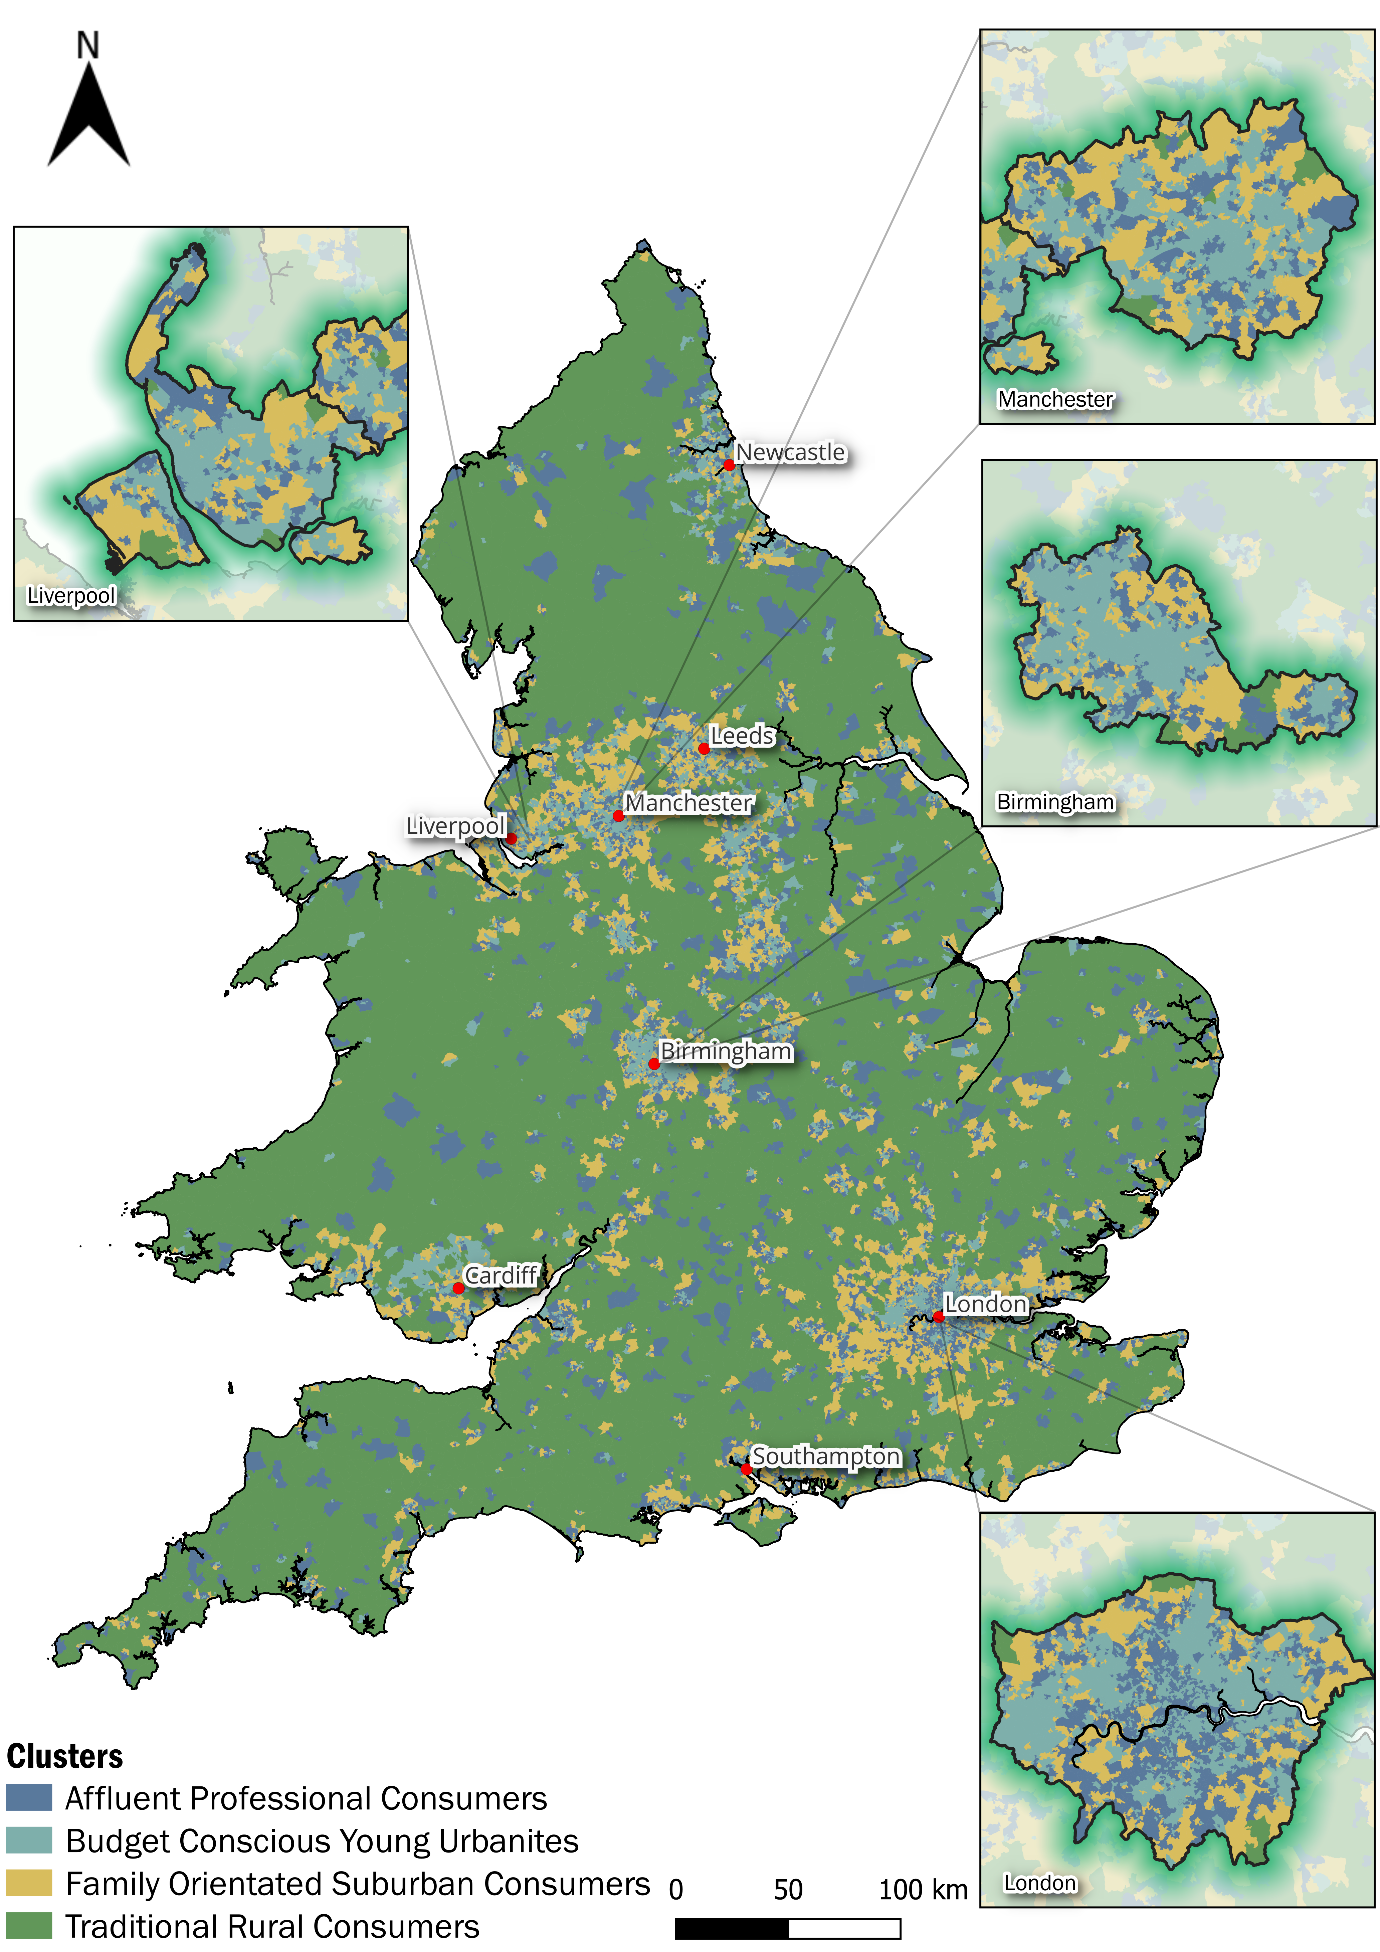 N
Manchester
Liverpool
Birmingham
Newcastle
Leeds
Manchester
Liverpool
Birmingham
Cardiff
London
Southampton
London
Clusters
Affluent Professional Consumers
Budget Conscious Young Urbanites
Family Orientated Suburban Consumers
Traditional Rural Consumers
0 50 100 km